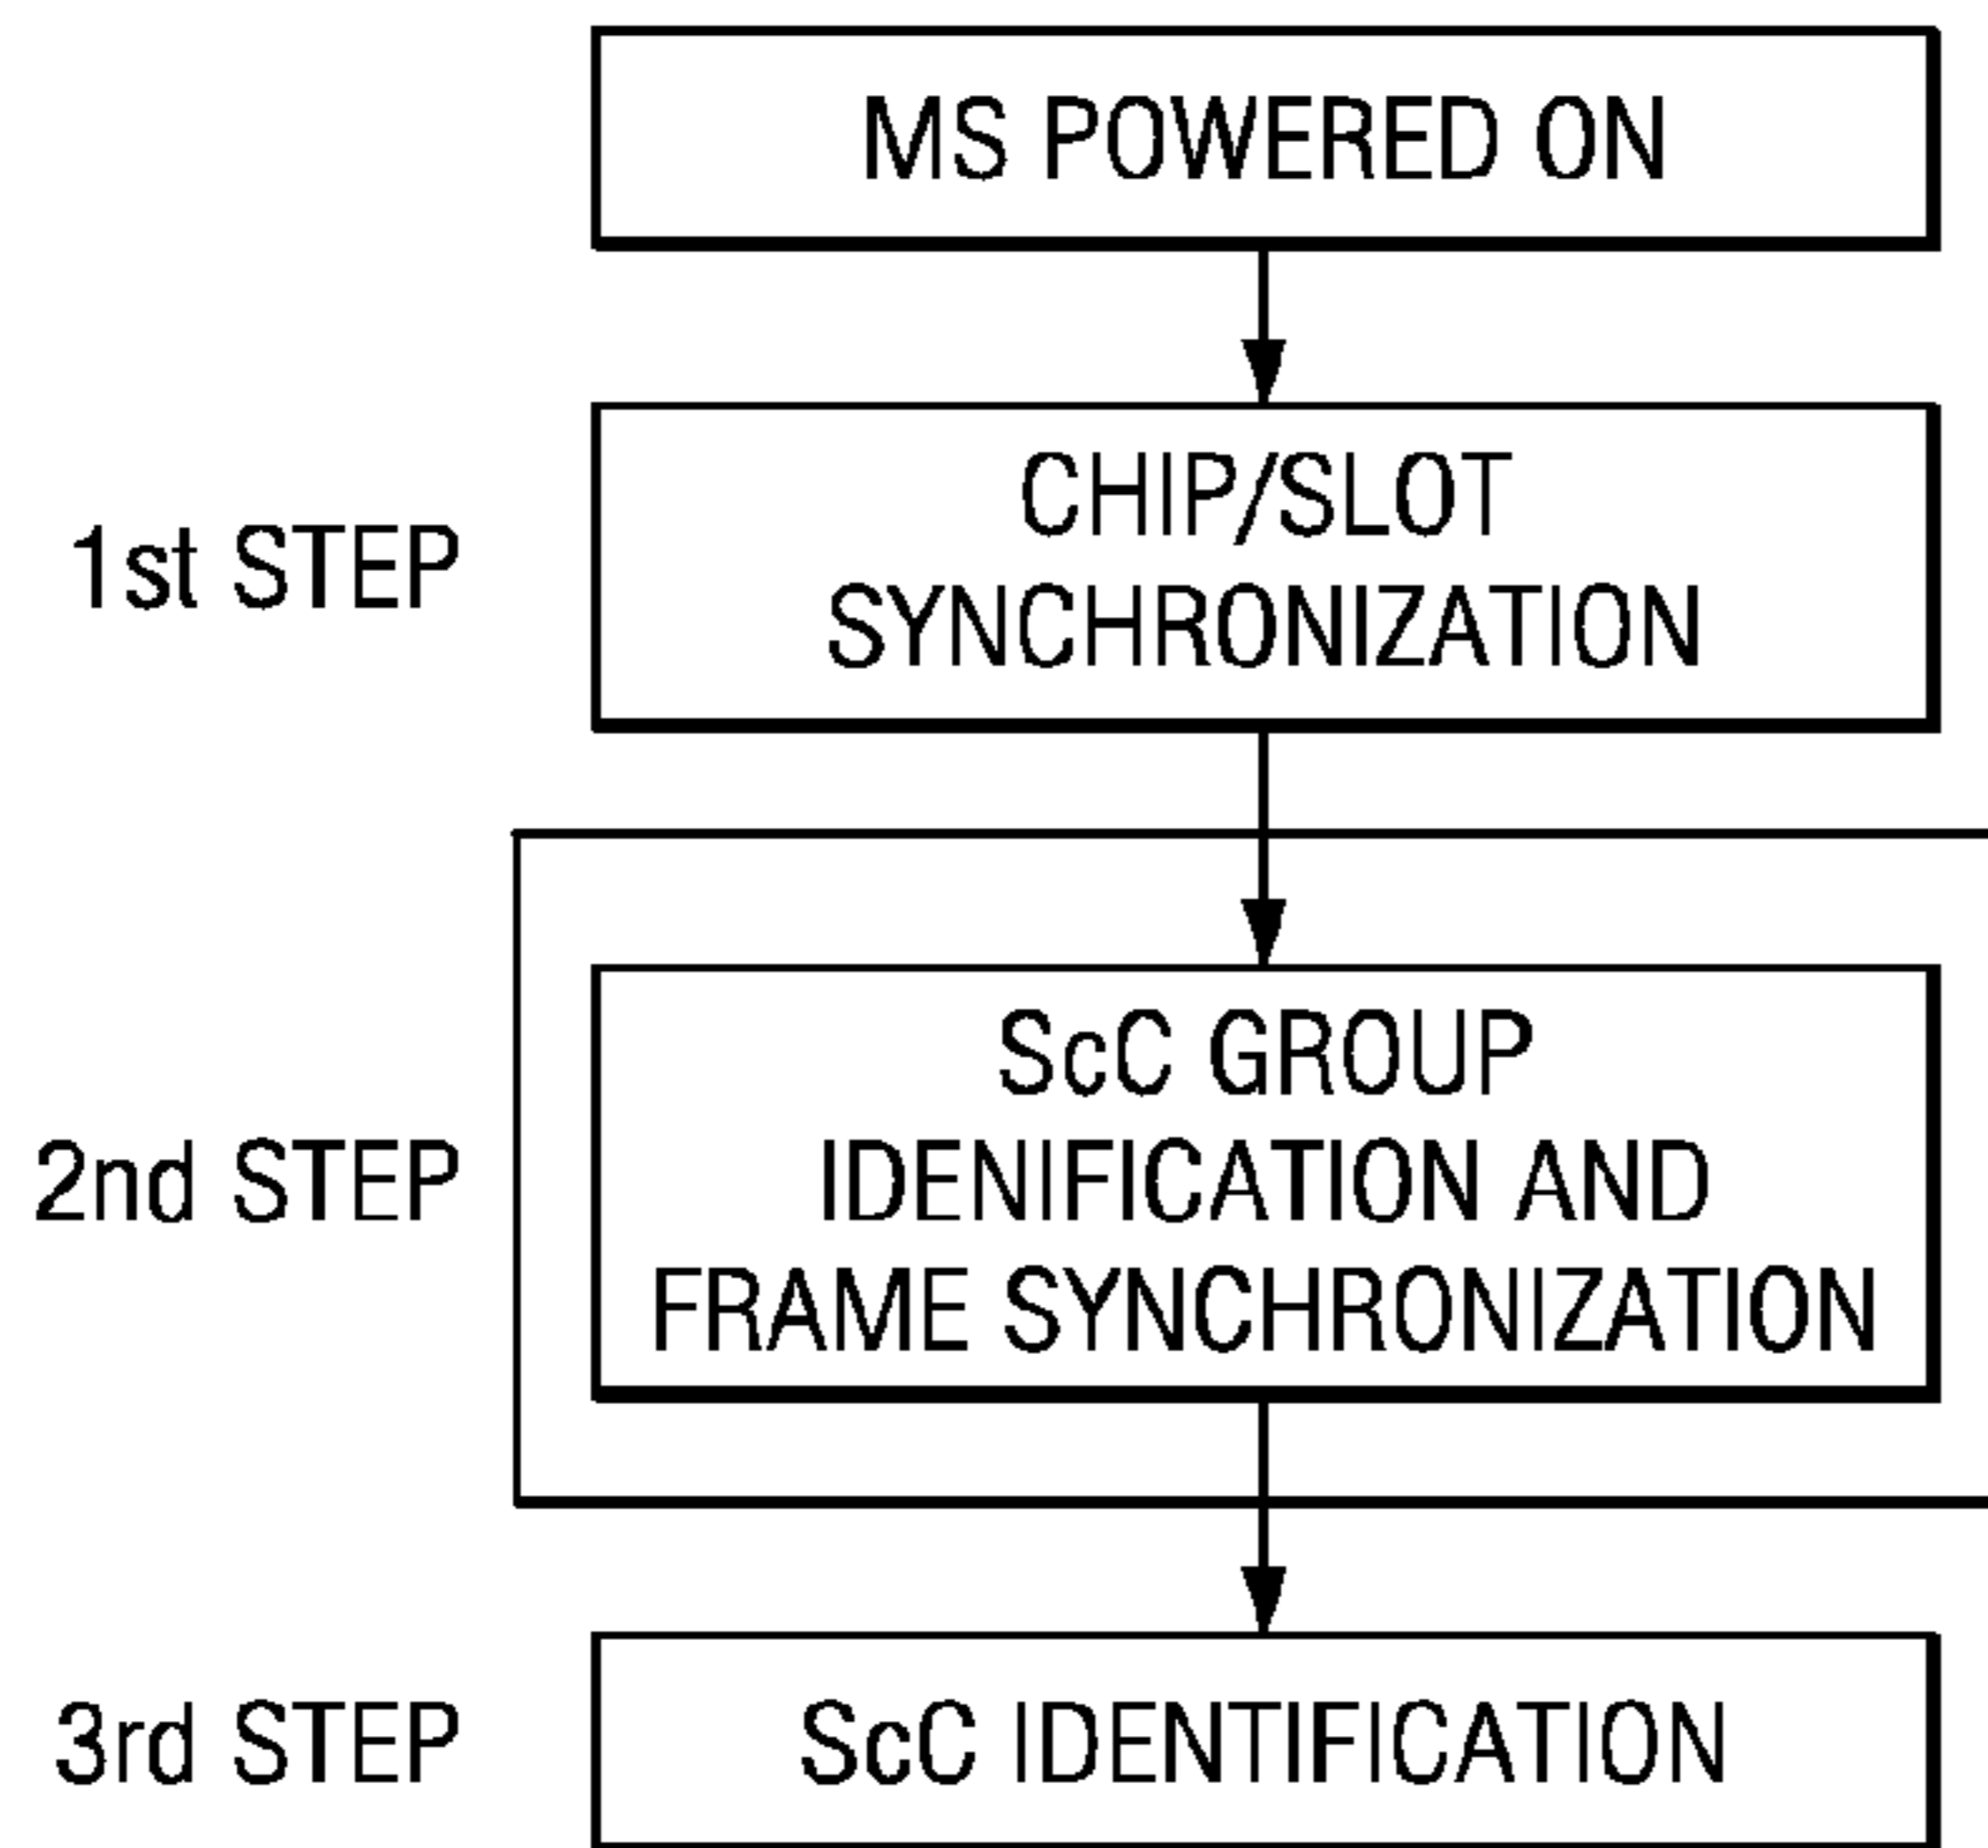 MS POWERED ON
1st STEP
CHIP/SLOT
SYNCHRONIZATION
2nd STEP
ScC GROUP
IDENIFICATION AND
FRAME SYNCHRONIZATION
3rd STEP
ScC IDENTIFICATION